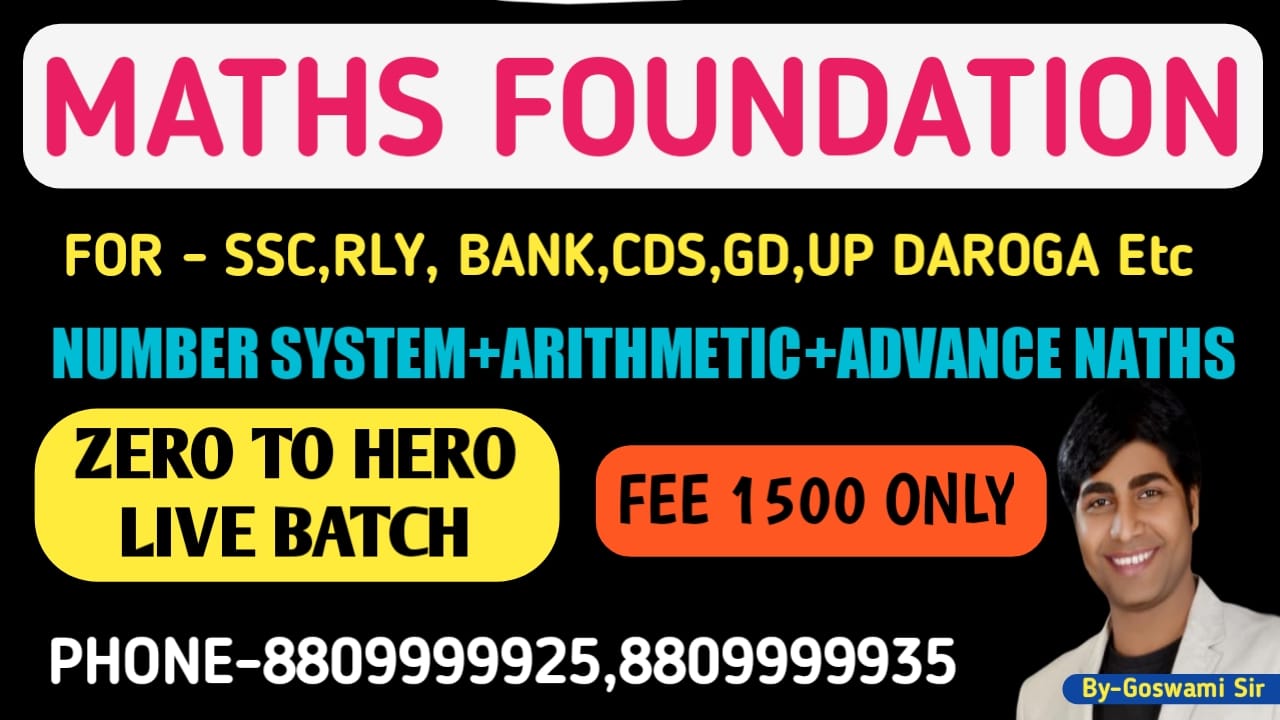 MATHS FOUNDATION
FOR - SSC,RLY, BANK,CDS,GD,UP DAROGA Etc
NUMBER SYSTEM+ARITHMETIC+ADVANCE NATHS
ZERO TO HERO
LIVE BATCH
FEE 1500 ONLY
PHONE-8809999925,8809999935
By-Goswami Sir